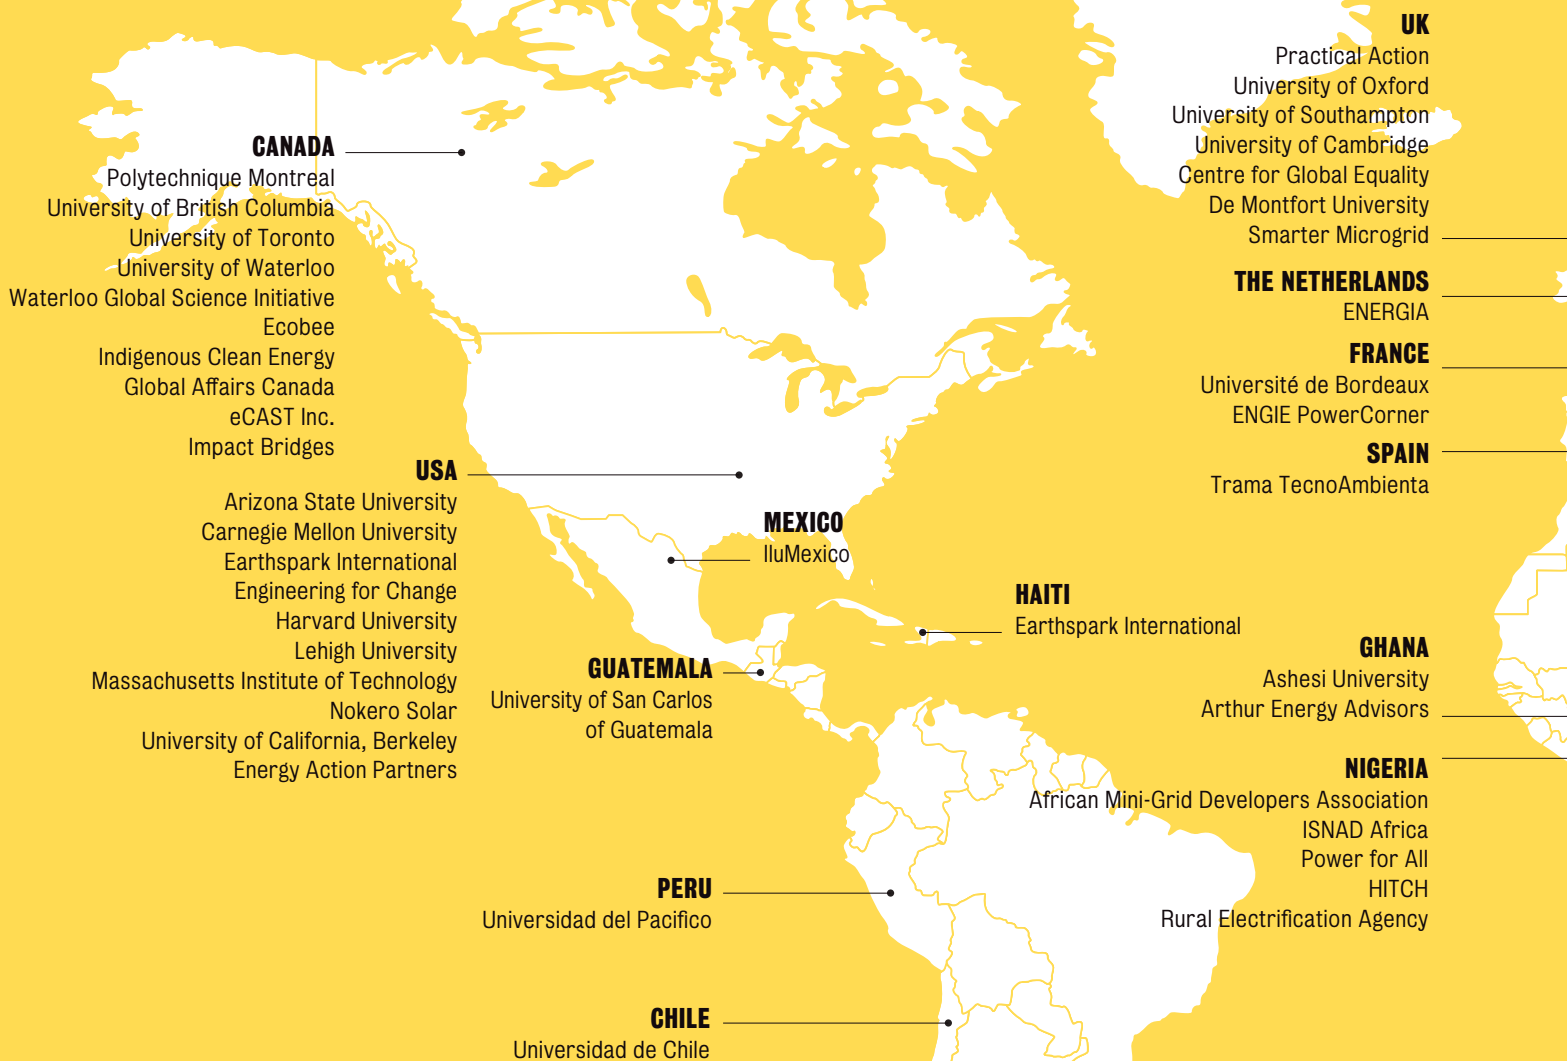 CANADA
Polytechnique Montreal
University of British Columbia
University of Toronto
University of Waterloo
Waterloo Global Science Initiative
Ecobee
Indigenous Clean Energy
Global Affairs Canada
eCAST Inc.
Impact Bridges
USA
Arizona State University
Carnegie Mellon University
Earthspark International
Engineering for Change
Harvard University
Lehigh University
Massachusetts Institute of Technology
Nokero Solar
University of California, Berkeley
Energy Action Partners
MEXICO
IluMexico
GUATEMALA
University of San Carlos
of Guatemala
HAITI
Earthspark International
PERU
Universidad del Pacifico
CHILE
Universidad de Chile
UK
Practical Action
University of Oxford
University of Southampton
University of Cambridge
Centre for Global Equality
De Montfort University
Smarter Microgrid
THE NETHERLANDS
ENERGIA
FRANCE
Université de Bordeaux
ENGIE PowerCorner
SPAIN
Trama TecnoAmbienta
GHANA
Ashesi University
Arthur Energy Advisors
NIGERIA
African Mini-Grid Developers Association
ISNAD Africa
Power for All
HITCH
Rural Electrification Agency